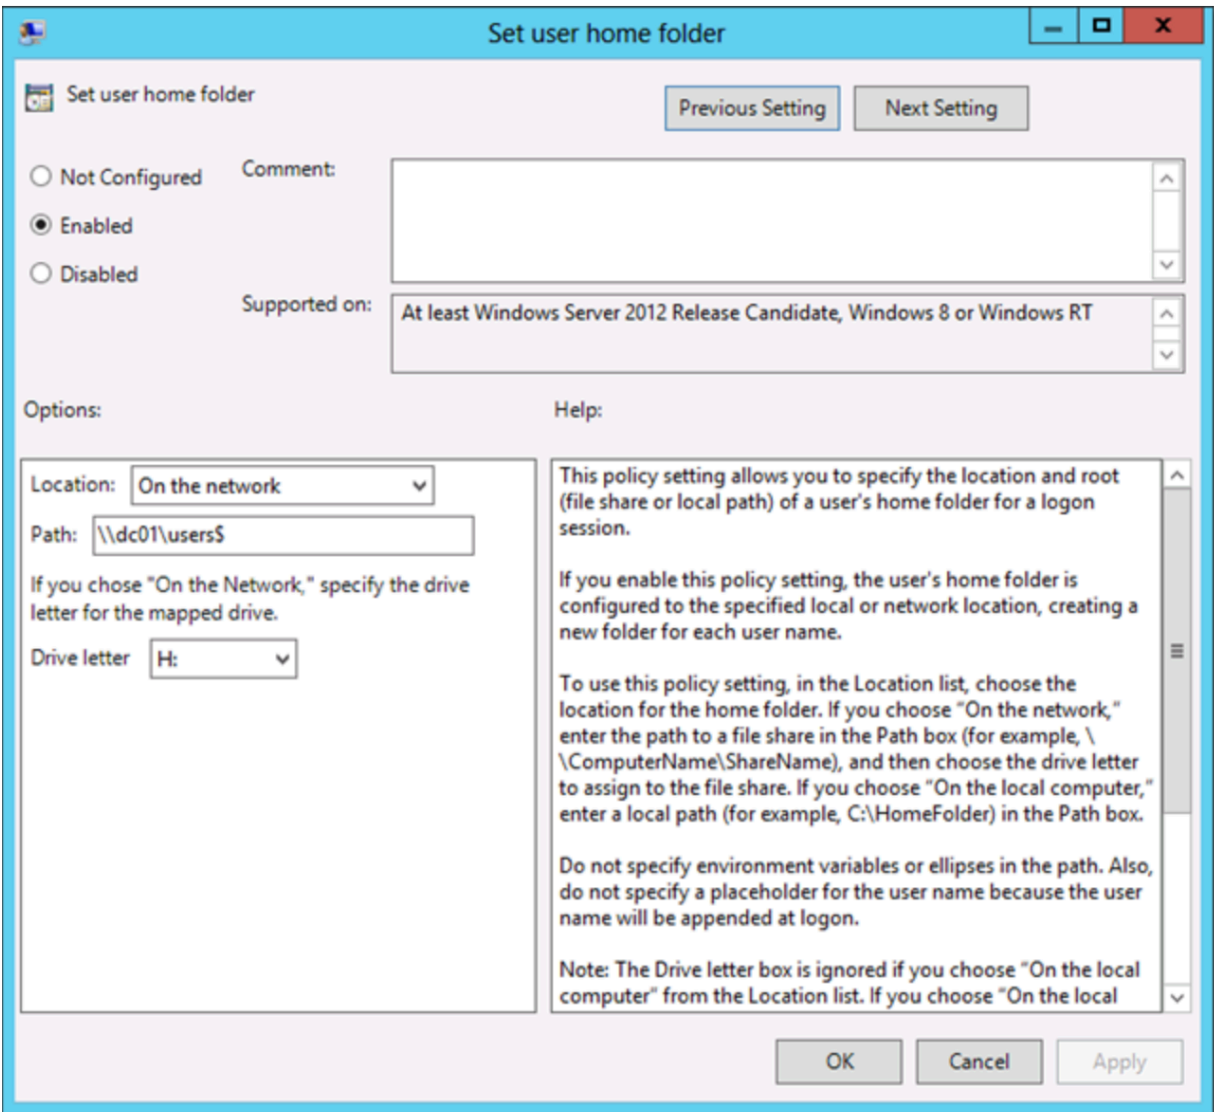 Set user home folder
Set user home folder
Previous Setting
Next Setting
Not Configured
Comment:
Enabled
Disabled
Supported on:
At least Windows Server 2012 Release Candidate, Windows 8 or Windows RT
Options:
Help:
Location:
On the network
Path:
\\dc01\users$
If you chose "On the Network," specify the drive
letter for the mapped drive.
Drive letter
H:
This policy setting allows you to specify the location and root
(file share or local path) of a user's home folder for a logon
session.
If you enable this policy setting, the user's home folder is
configured to the specified local or network location, creating a
new folder for each user name.
To use this policy setting, in the Location list, choose the
location for the home folder. If you choose “On the network,”
enter the path to a file share in the Path box (for example, \
\ComputerName\ShareName), and then choose the drive letter
to assign to the file share. If you choose “On the local computer,”
enter a local path (for example, C:\HomeFolder) in the Path box.
Do not specify environment variables or ellipses in the path. Also,
do not specify a placeholder for the user name because the user
name will be appended at logon.
Note: The Drive letter box is ignored if you choose “On the local
computer” from the Location list. If you choose “On the local
OK
Cancel
Apply